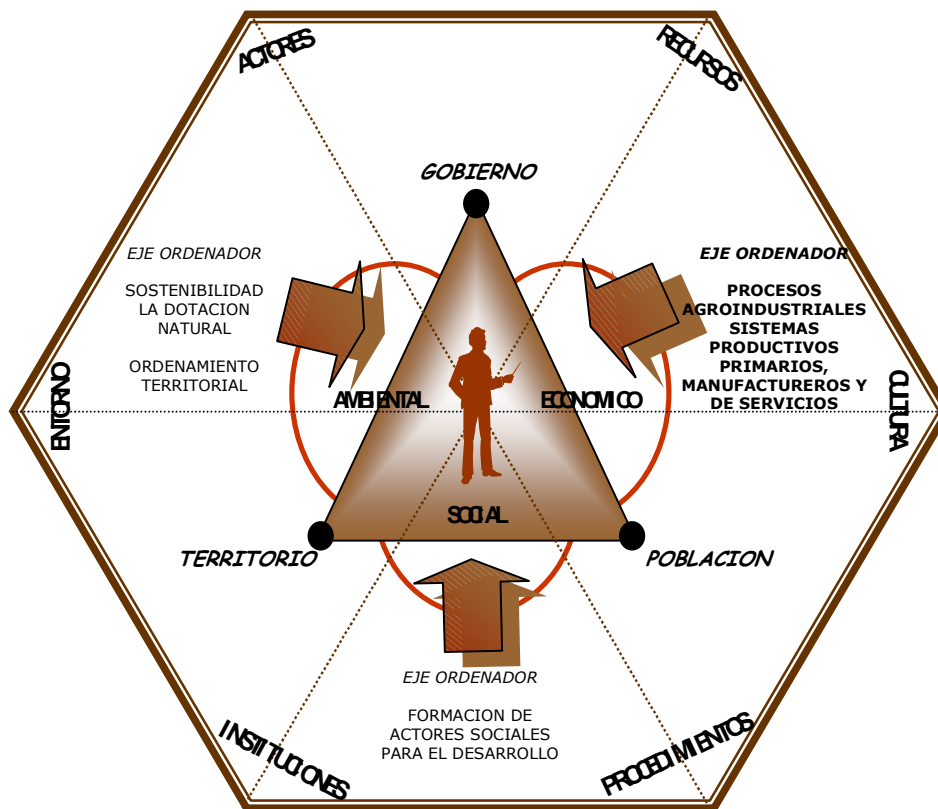 ACTORES
RECURSOS
GOBIERNO
EJE ORDENADOR
SOSTENIBILIDAD
LA DOTACION
NATURAL
ORDENAMIENTO
TERRITORIAL
EJE ORDENADOR
PROCESOS
AGROINDUSTRIALES
SISTEMAS
PRODUCTIVOS
PRIMARIOS,
MANUFACTUREROS Y
DE SERVICIOS
ENTORNO
AMBIENTAL
ECONOMICO
CULTURA
SOCIAL
TERRITORIO
POBLACION
EJE ORDENADOR
FORMACION DE
ACTORES SOCIALES
PARA EL DESARROLLO
INSTITUCIONES
PROCEDIMIENTOS